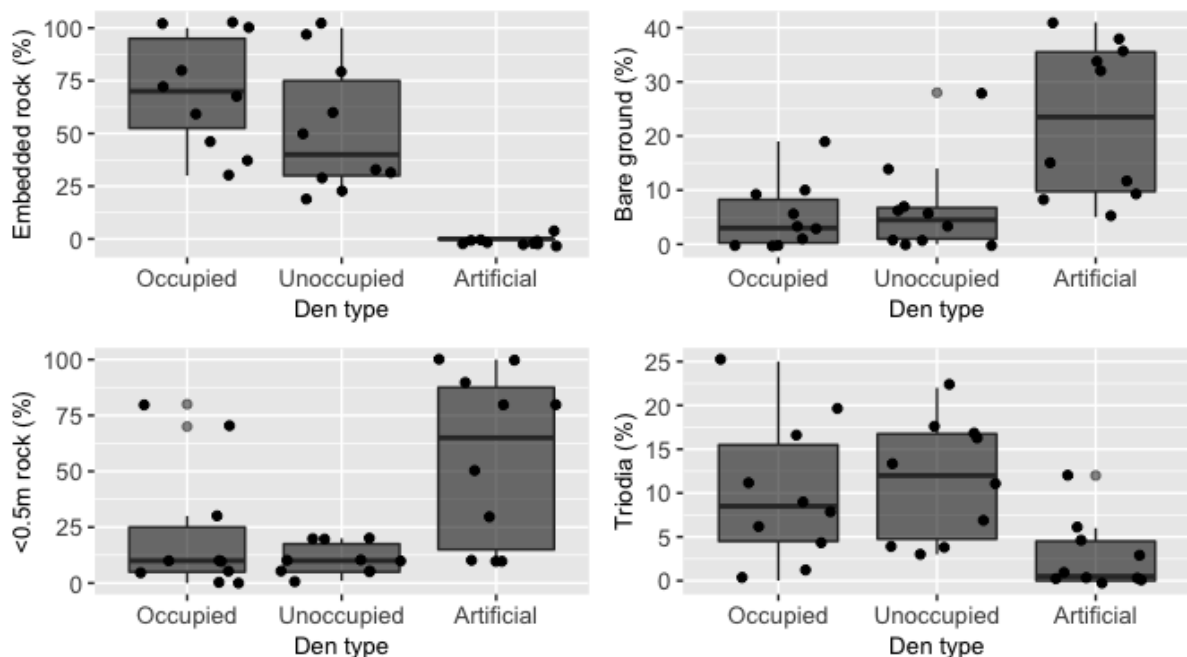 Embedded rock (%)
100
75
50
25
0
Occupied Unoccupied Artificial
Den type
Bare ground (%)
40
30
20
10
0
Occupied Unoccupied Artificial
Den type
<0.5m rock (%)
100
75
50
25
0
Occupied Unoccupied Artificial
Den type
Triodia (%)
25
20
15
10
5
0
Occupied Unoccupied Artificial
Den type